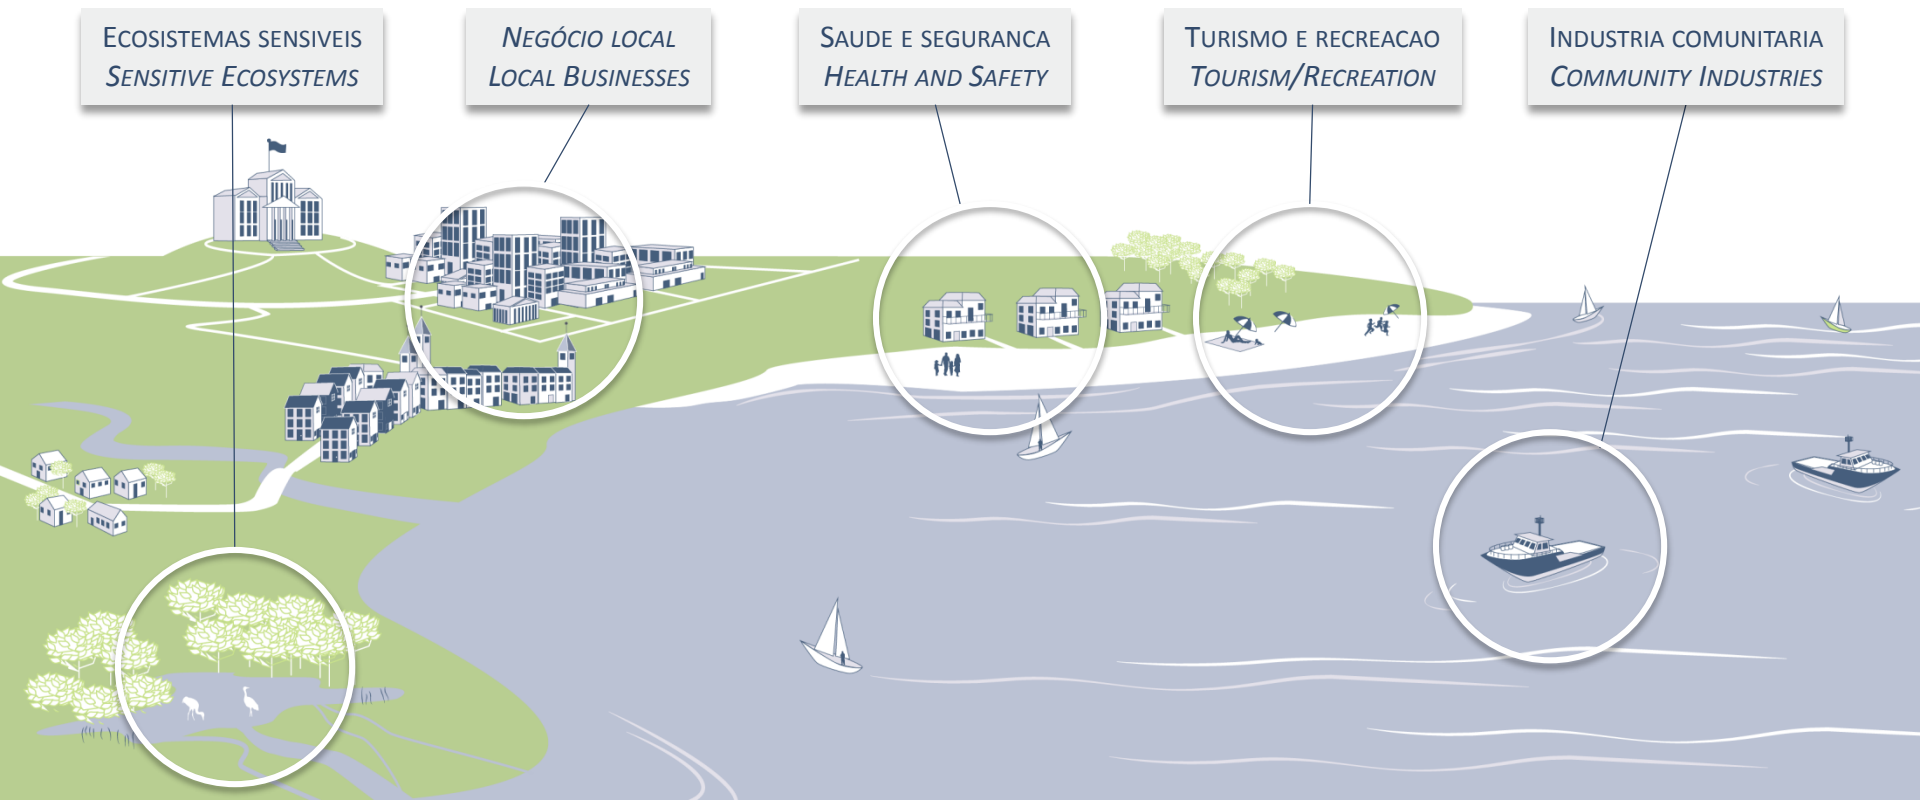 ECOSISTEMAS SENSIVEIS
SENSITIVE ECOSYSTEMS
NEGÓCIO LOCAL
LOCAL BUSINESSES
SAUDE E SEGURANCA
HEALTH AND SAFETY
TURISMO E RECREACAO
TOURISM/RECREATION
INDUSTRIA COMUNITARIA
COMMUNITY INDUSTRIES